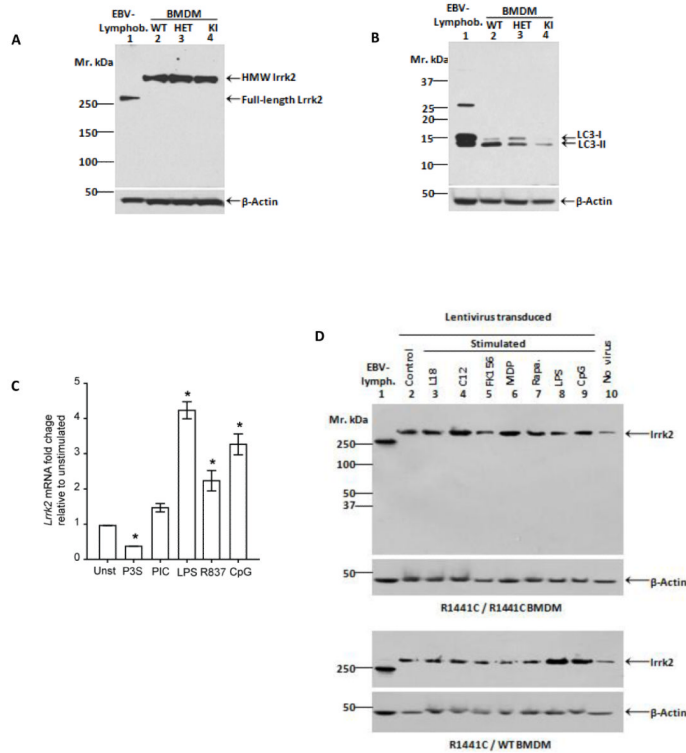 A
EBV-
Lymphob.
1
BMDM
WT HET KI
2 3 4
Mr. kDa
HMW lrrk2
Full-length Lrrk2
250
150
100
50
β-Actin
B
EBV-
Lymphob.
1
BMDM
WT HET KI
2 3 4
Mr. kDa
37
25
20
15
10
LC3-I
LC3-II
50
β-Actin
C
Lrrk2 mRNA fold chage
relative to unstimulated
5
4
3
2
1
0
* * * *
Unst P3S PIC LPS R837 CpG
D
Lentivirus transduced
Stimulated
EBV-
lymph.
Control L18 C12 FK156 MDP Rapa. LPS CpG No virus
1 2 3 4 5 6 7 8 9 10
Mr. kDa
250
100
50
37
lrrk2
50
β-Actin
R1441C / R1441C BMDM
250
lrrk2
50
β-Actin
R1441C / WT BMDM